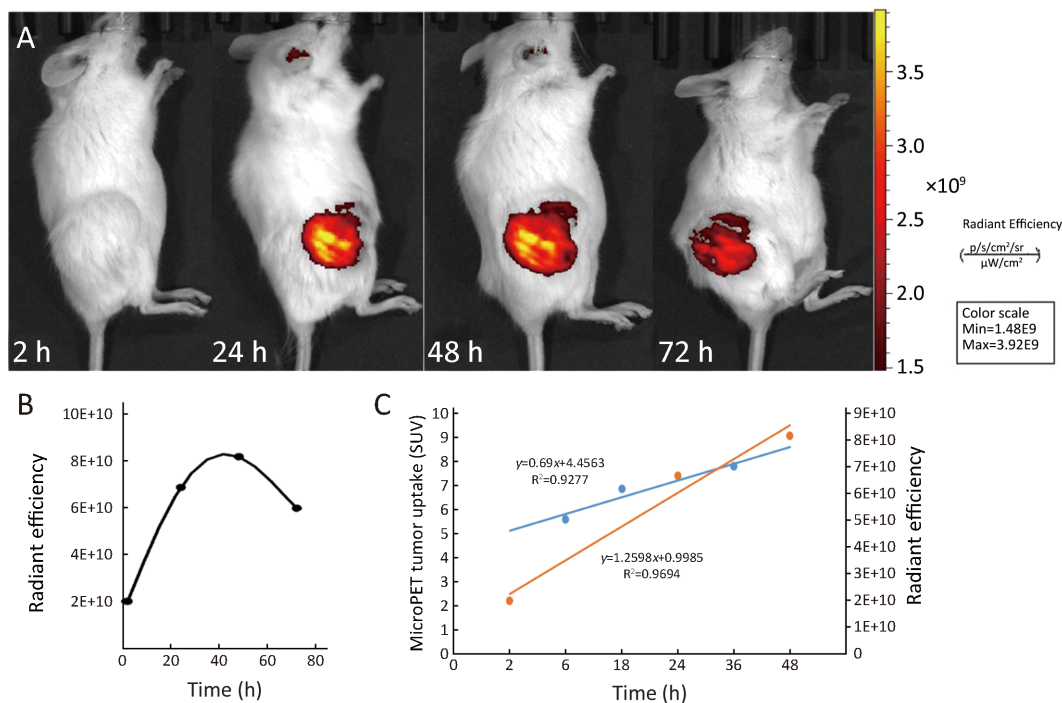 A
2 h
24 h
48 h
72 h
3.5
3.0
2.5
2.0
1.5
×10⁹
Radiant Efficiency
(p/s/cm²/sr
μW/cm²)
Color scale
Min=1.48E9
Max=3.92E9
B
Radiant efficiency
10E+10
8E+10
6E+10
4E+10
2E+10
0 20 40 60 80
Time (h)
C
MicroPET tumor uptake (SUV)
10
9
8
7
6
5
4
3
2
1
0
y=0.69x+4.4563
R²=0.9277
y=1.2598x+0.9985
R²=0.9694
0 2 6 18 24 36 48
Time (h)
9E+10
8E+10
7E+10
6E+10
5E+10
4E+10
3E+10
2E+10
1E+10
0
Radiant efficiency